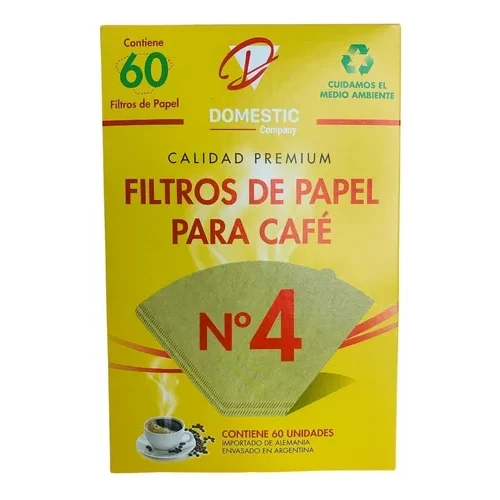 Contiene
60
Filtros de Papel
D
DOMESTIC
Company
CUIDAMOS EL
MEDIO AMBIENTE
CALIDAD PREMIUM
FILTROS DE PAPEL
PARA CAFÉ
Nº4
CONTIENE 60 UNIDADES
IMPORTADO DE ALEMANIA
ENVASADO EN ARGENTINA